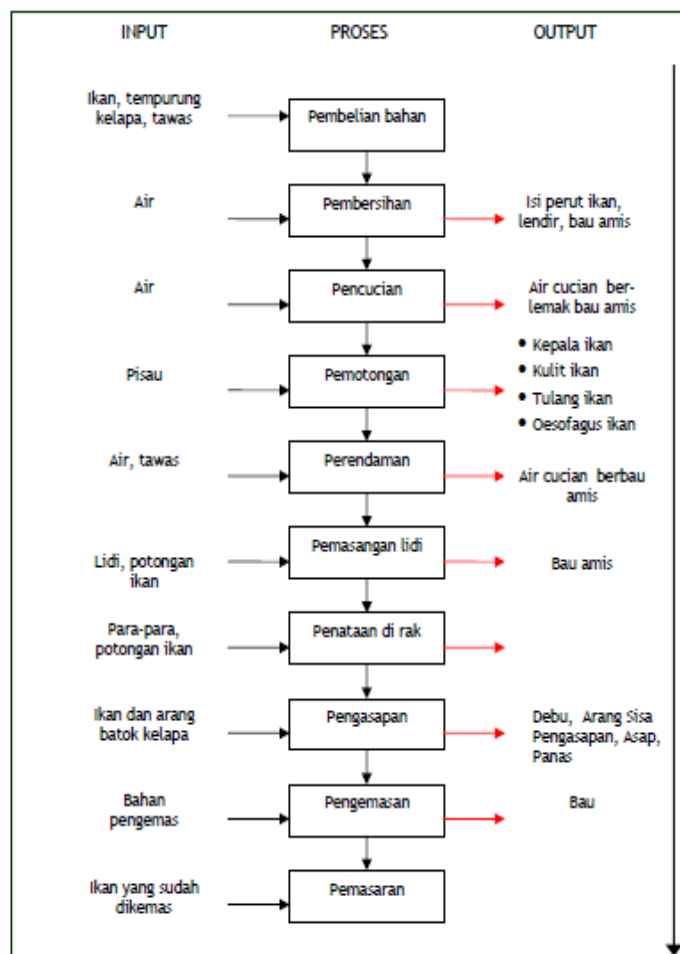 INPUT PROSES OUTPUT
Ikan, tempurung
kelapa, tawas
Pembelian bahan
Air
Pembersihan
Isi perut ikan,
lendir, bau amis
Air
Pencucian
Air cucian ber-
lemak bau amis
Pisau
Pemotongan
• Kepala ikan
• Kulit ikan
• Tulang ikan
• Oesofagus ikan
Air, tawas
Perendaman
Air cucian berbau
amis
Lidi, potongan
ikan
Pemasangan lidi
Bau amis
Para-para,
potongan ikan
Penataan di rak
Ikan dan arang
batok kelapa
Pengasapan
Debu, Arang Sisa
Pengasapan, Asap,
Panas
Bahan
pengemas
Pengemasan
Bau
Ikan yang sudah
dikemas
Pemasaran